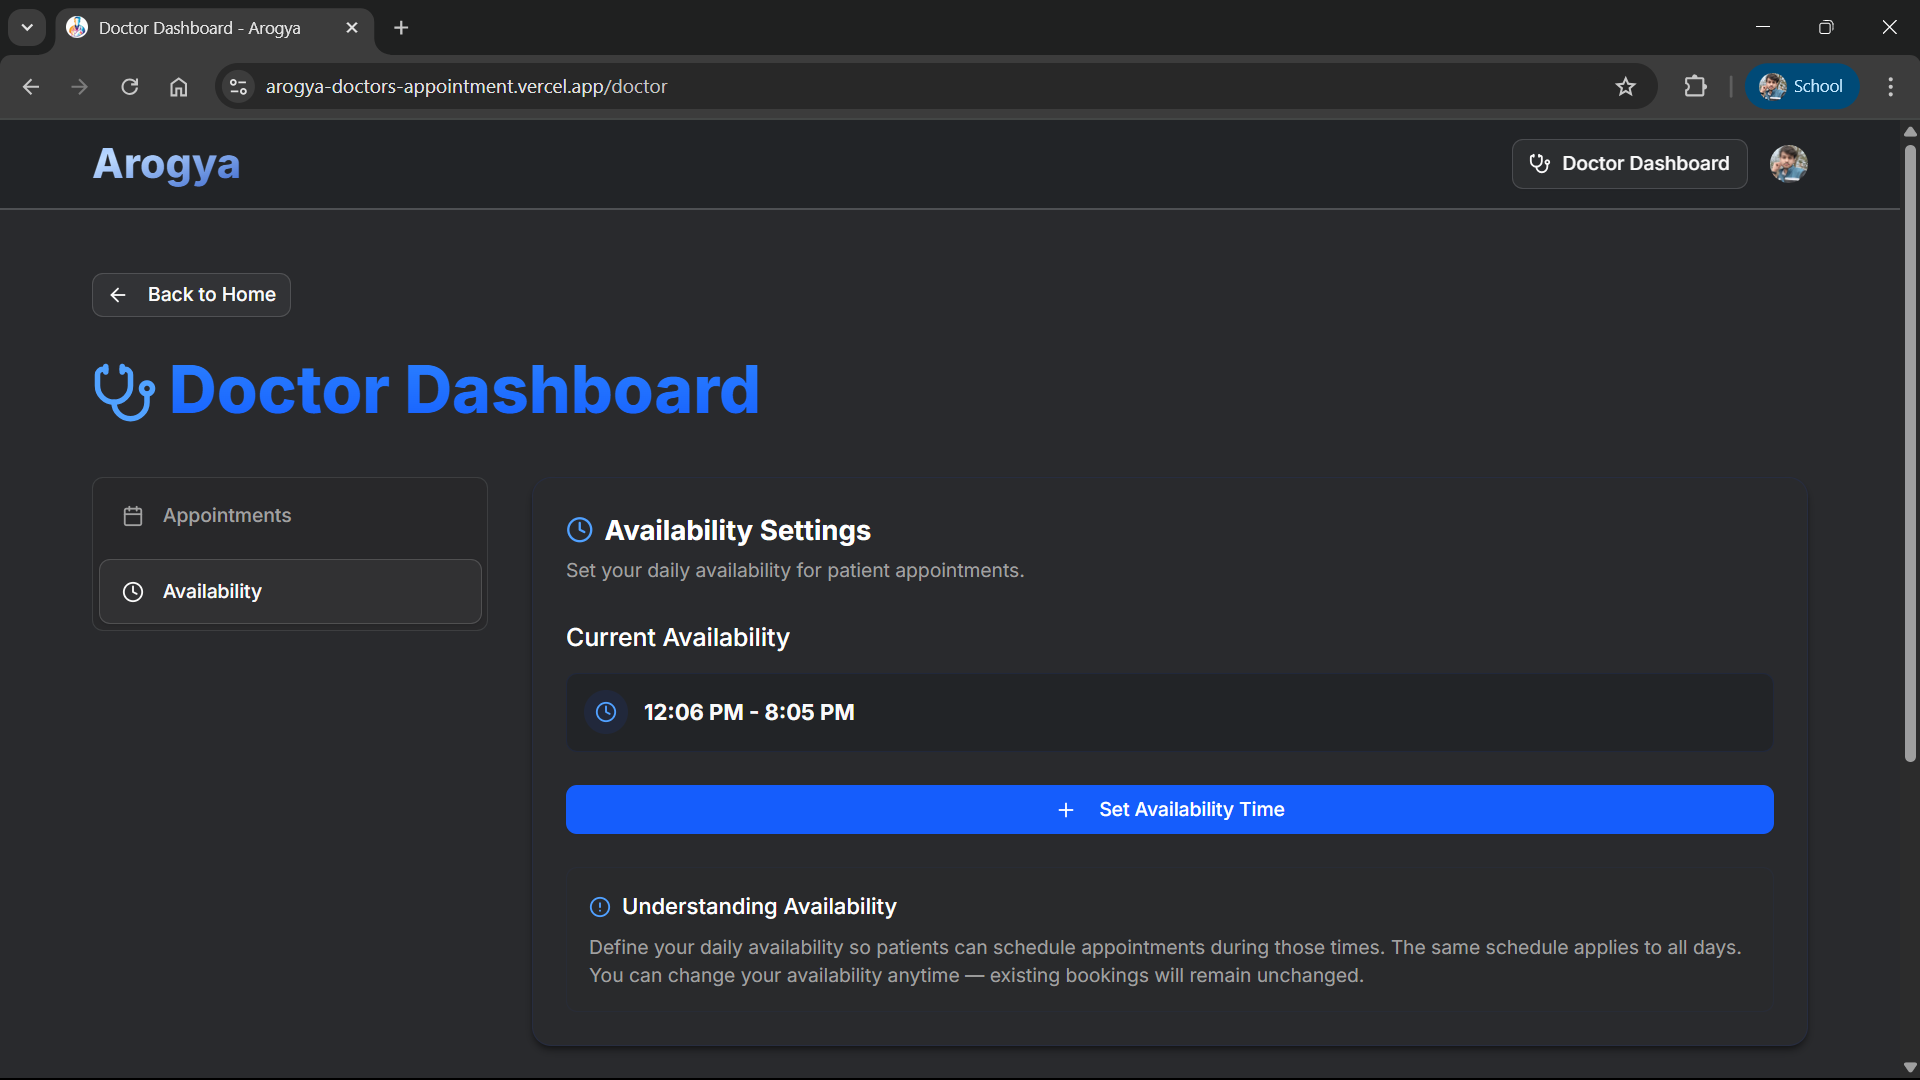 Doctor Dashboard - Arogya
arogya-doctors-appointment.vercel.app/doctor
School
Arogya
Doctor Dashboard
Back to Home
Doctor Dashboard
Appointments
Availability
Availability Settings
Set your daily availability for patient appointments.
Current Availability
12:06 PM - 8:05 PM
Set Availability Time
Understanding Availability
Define your daily availability so patients can schedule appointments during those times. The same schedule applies to all days.
You can change your availability anytime — existing bookings will remain unchanged.